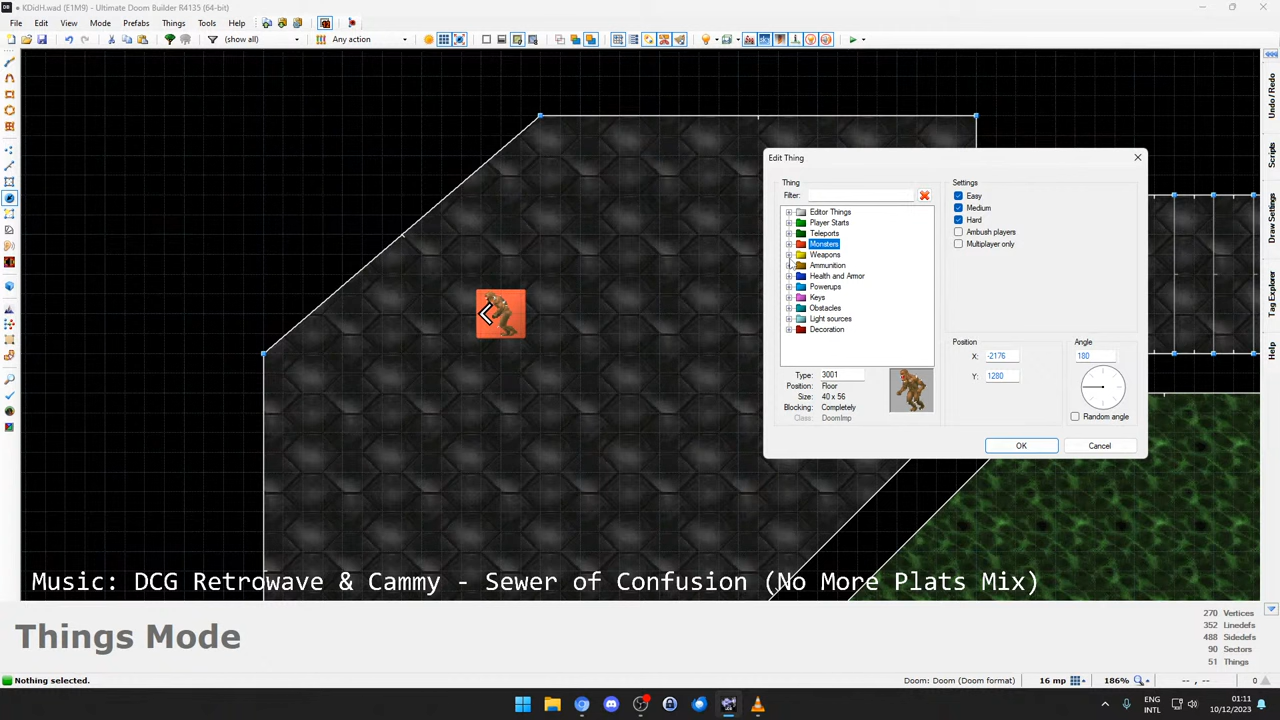 KDidH.wad (E1M9) - Ultimate Doom Builder R4135 (64-bit)
File Edit View Mode Prefabs Things Tools Help
(show all) Any action
Undo / Redo
Scripts
Draw Settings
Tag Explorer
Help
Edit Thing
Thing
Filter:
Editor Things
Player Starts
Teleports
Monsters
Weapons
Ammunition
Health and Armor
Powerups
Keys
Obstacles
Light sources
Decoration
Type: 3001
Position: Floor
Size: 40 x 56
Blocking: Completely
Class: DoomImp
Settings
Easy
Medium
Hard
Ambush players
Multiplayer only
Position
X: -2176
Y: 1280
Angle
180
Random angle
OK Cancel
Music: DCG Retrowave & Cammy - Sewer of Confusion (No More Plats Mix)
Things Mode
270 Vertices
352 Linedefs
488 Sidedefs
90 Sectors
51 Things
Nothing selected.
Doom: Doom (Doom format) 16 mp 186% -- , -- 0
ENG
INTL
01:11
10/12/2023